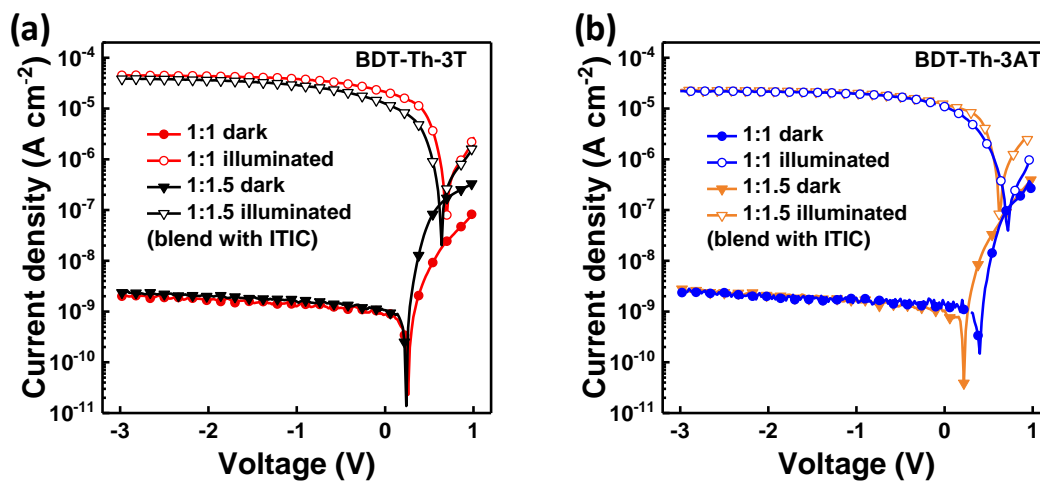 (a)
BDT-Th-3T
Current density (A cm⁻²)
10⁻⁴
10⁻⁵
10⁻⁶
10⁻⁷
10⁻⁸
10⁻⁹
10⁻¹⁰
10⁻¹¹
1:1 dark
1:1 illuminated
1:1.5 dark
1:1.5 illuminated
(blend with ITIC)
-3 -2 -1 0 1
Voltage (V)
(b)
BDT-Th-3AT
Current density (A cm⁻²)
10⁻⁴
10⁻⁵
10⁻⁶
10⁻⁷
10⁻⁸
10⁻⁹
10⁻¹⁰
10⁻¹¹
1:1 dark
1:1 illuminated
1:1.5 dark
1:1.5 illuminated
(blend with ITIC)
-3 -2 -1 0 1
Voltage (V)